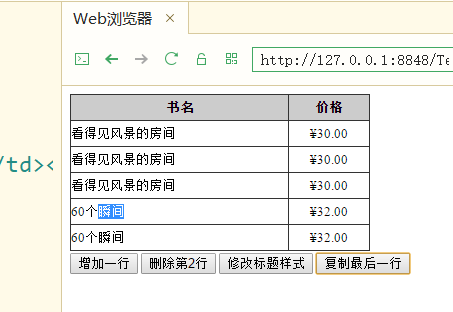 Web浏览器 ×
http://127.0.0.1:8848/Te
书名 价格
/td><
看得见风景的房间 ¥30.00
看得见风景的房间 ¥30.00
看得见风景的房间 ¥30.00
60个瞬间 ¥32.00
60个瞬间 ¥32.00
增加一行 删除第2行 修改标题样式 复制最后一行